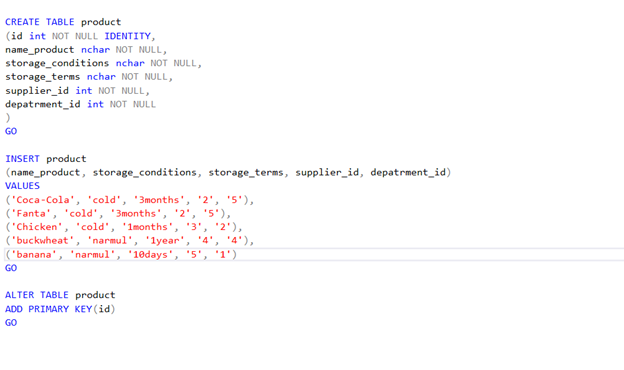 CREATE TABLE product
(id int NOT NULL IDENTITY,
name_product nchar NOT NULL,
storage_conditions nchar NOT NULL,
storage_terms nchar NOT NULL,
supplier_id int NOT NULL,
depatrment_id int NOT NULL
)
GO
INSERT product
(name_product, storage_conditions, storage_terms, supplier_id, depatrment_id)
VALUES
('Coca-Cola', 'cold', '3months', '2', '5'),
('Fanta', 'cold', '3months', '2', '5'),
('Chicken', 'cold', '1months', '3', '2'),
('buckwheat', 'narmul', '1year', '4', '4'),
('banana', 'narmul', '10days', '5', '1')
GO
ALTER TABLE product
ADD PRIMARY KEY(id)
GO